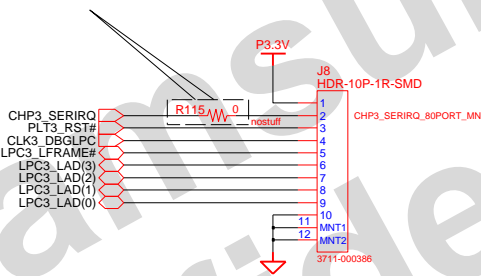 P3.3V
J8
HDR-10P-1R-SMD
R115 0
nostuff
CHP3_SERIRQ 2 CHP3_SERIRQ_80PORT_MN
1
PLT3_RST# 3
CLK3_DBGLPC 4
LPC3_LFRAME# 5
LPC3_LAD(3) 6
LPC3_LAD(2) 7
LPC3_LAD(1) 8
LPC3_LAD(0) 9
10
11 MNT1
12 MNT2
3711-000386